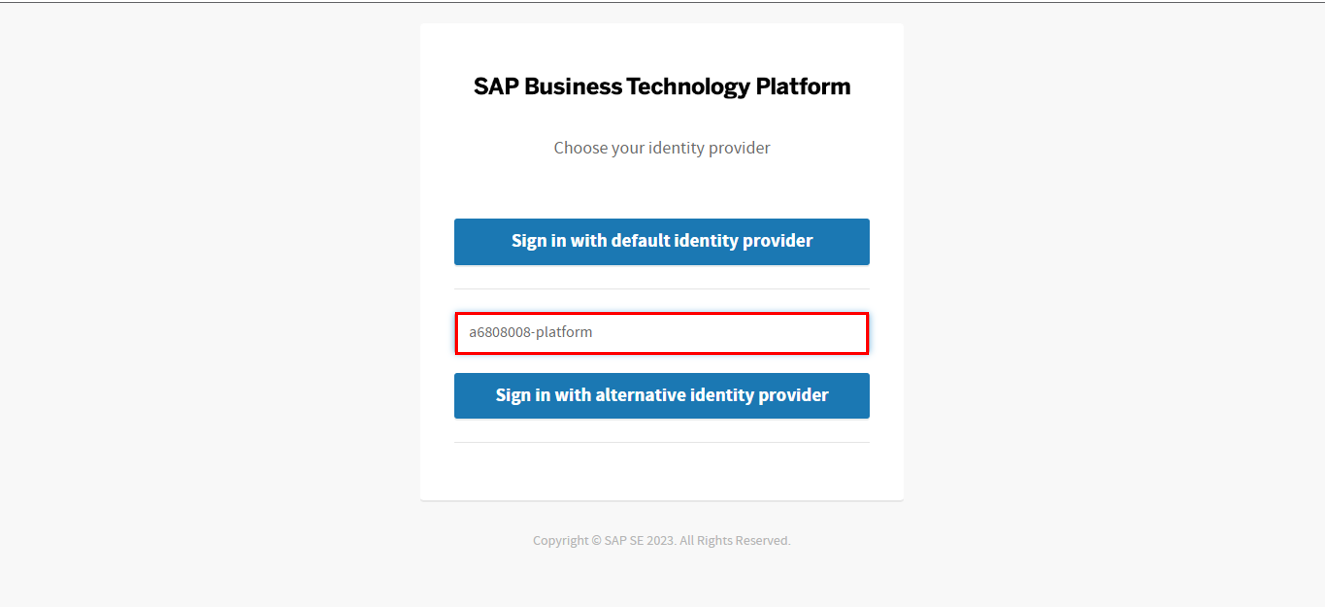 SAP Business Technology Platform
Choose your identity provider
Sign in with default identity provider
a6808008-platform
Sign in with alternative identity provider
Copyright © SAP SE 2023. All Rights Reserved.